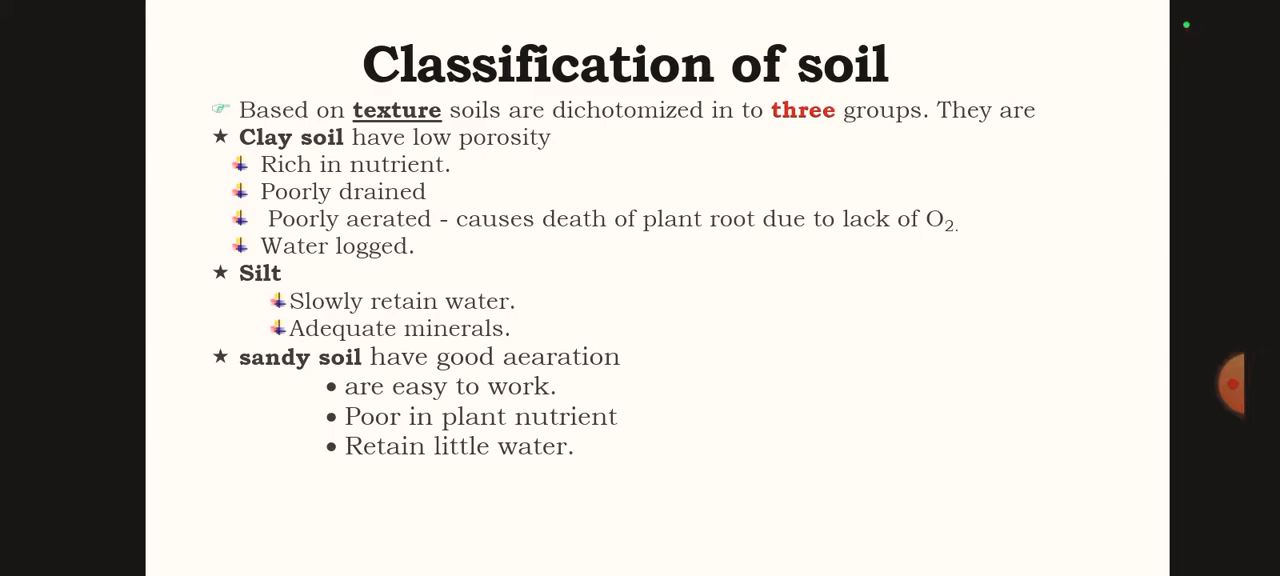 Classification of soil
☞ Based on texture soils are dichotomized in to three groups. They are
★ Clay soil have low porosity
Rich in nutrient.
Poorly drained
Poorly aerated - causes death of plant root due to lack of O₂.
Water logged.
★ Silt
Slowly retain water.
Adequate minerals.
★ sandy soil have good aearation
• are easy to work.
• Poor in plant nutrient
• Retain little water.